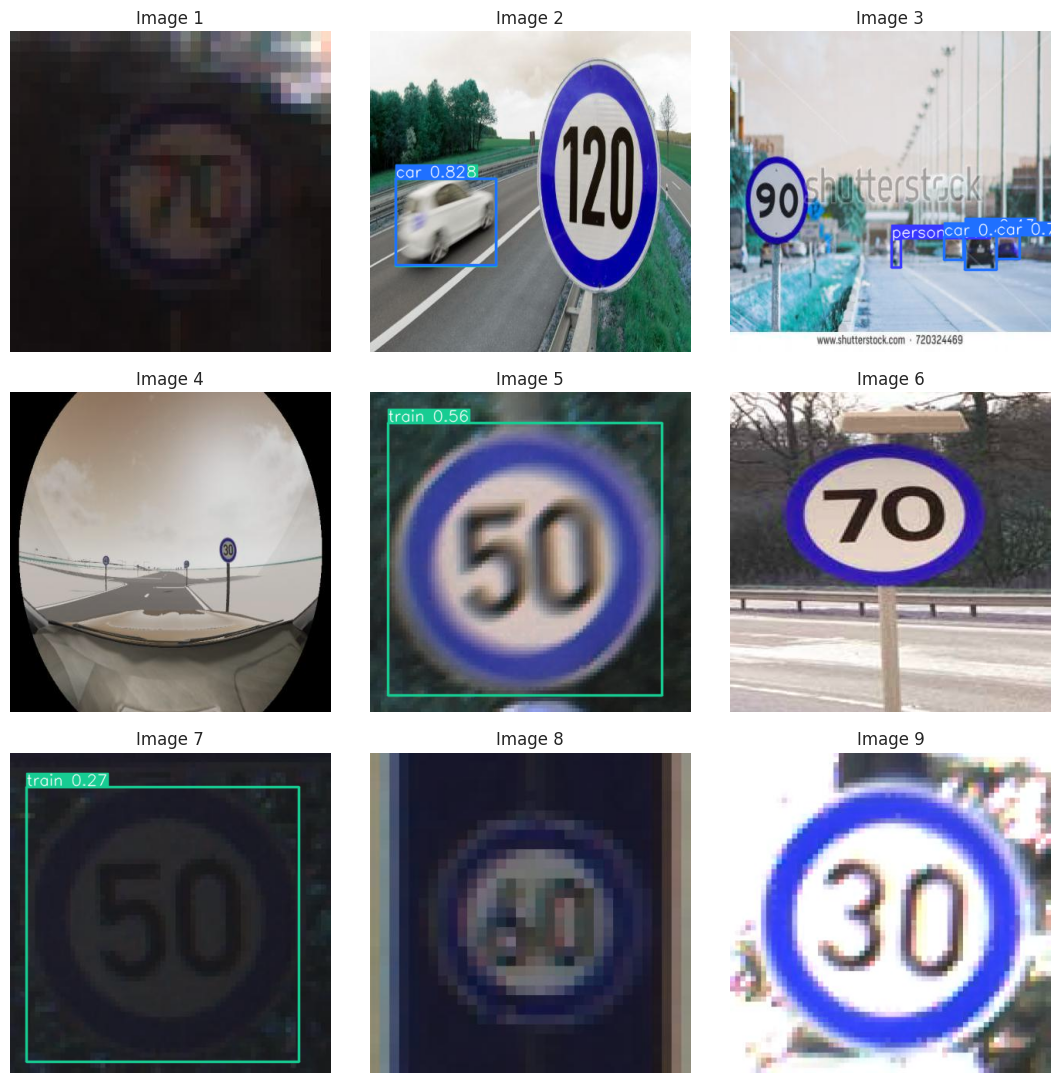 Image 1
70
Image 2
car 0.828
120
Image 3
90
shutterstock
person
car 0.
car 0.7
www.shutterstock.com · 720324469
Image 4
30
Image 5
train 0.56
50
Image 6
70
Image 7
train 0.27
50
Image 8
60
Image 9
30